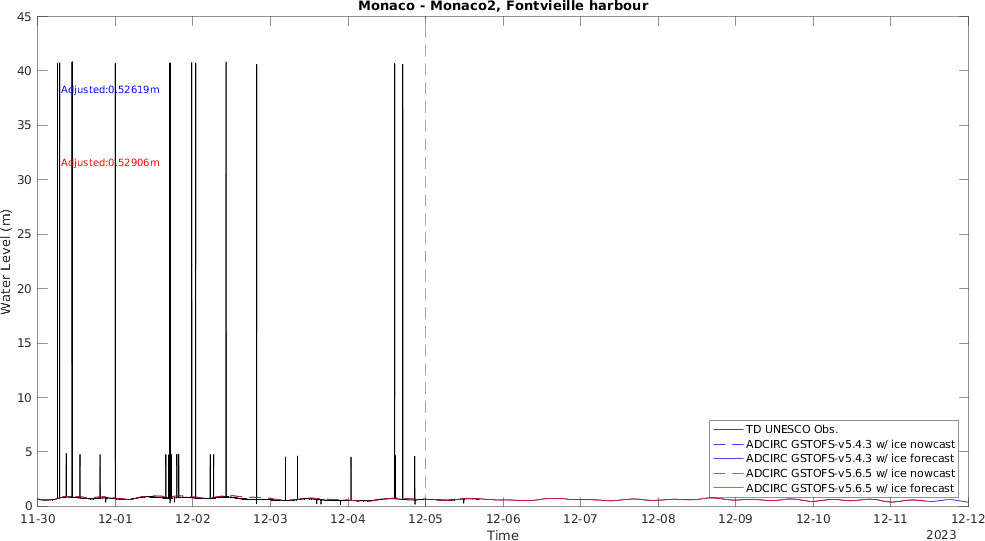 Monaco - Monaco2, Fontvieille harbour
45
40
35
30
25
20
15
10
5
0
Water Level (m)
Adjusted:0.52619m
Adjusted:0.52906m
TD UNESCO Obs.
ADCIRC GSTOFS-v5.4.3 w/ ice nowcast
ADCIRC GSTOFS-v5.4.3 w/ ice forecast
ADCIRC GSTOFS-v5.6.5 w/ ice nowcast
ADCIRC GSTOFS-v5.6.5 w/ ice forecast
11-30 12-01 12-02 12-03 12-04 12-05 12-06 12-07 12-08 12-09 12-10 12-11 12-12
Time
2023